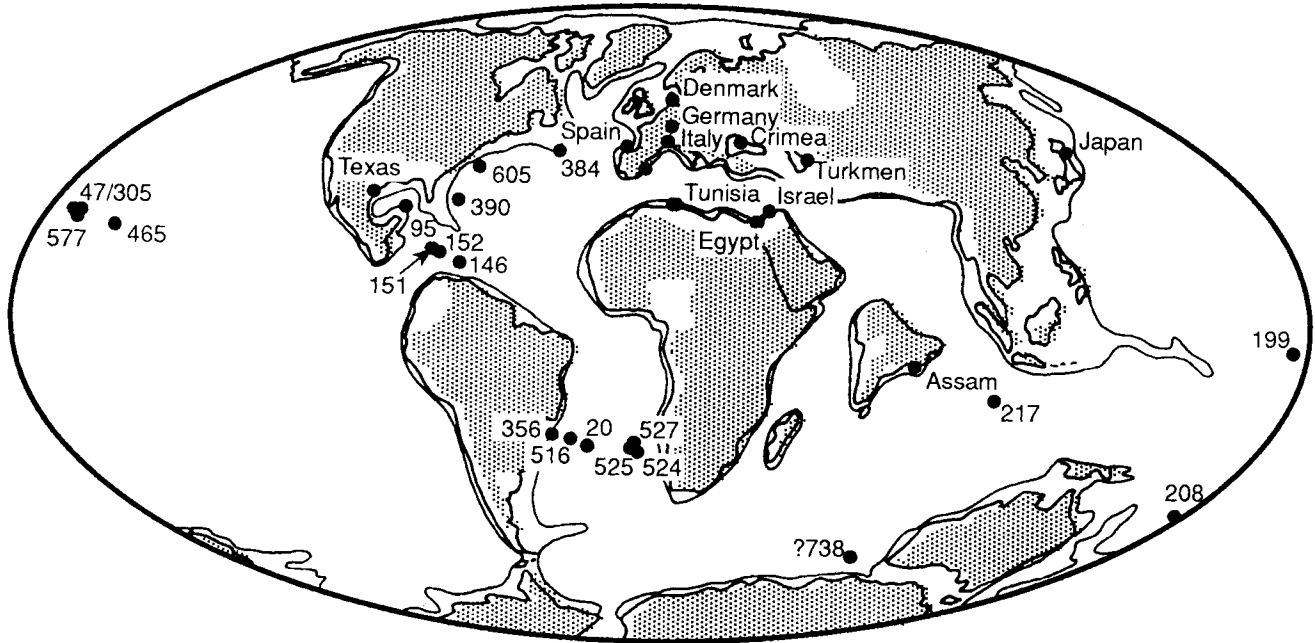 Denmark
Germany
Spain
Italy
Crimea
Japan
Texas
384
Turkmen
605
47/305
390
Tunisia
Israel
577
465
95
152
Egypt
151
146
199
Assam
217
356
20
527
516
525
524
208
?738